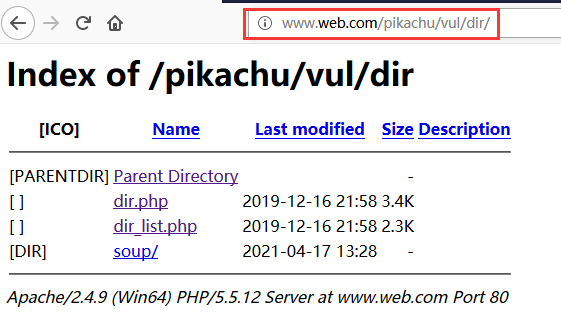 www.web.com/pikachu/vul/dir/
Index of /pikachu/vul/dir
[ICO] Name Last modified Size Description
[PARENTDIR] Parent Directory -
[ ] dir.php 2019-12-16 21:58 3.4K
[ ] dir_list.php 2019-12-16 21:58 2.3K
[DIR] soup/ 2021-04-17 13:28 -
Apache/2.4.9 (Win64) PHP/5.5.12 Server at www.web.com Port 80